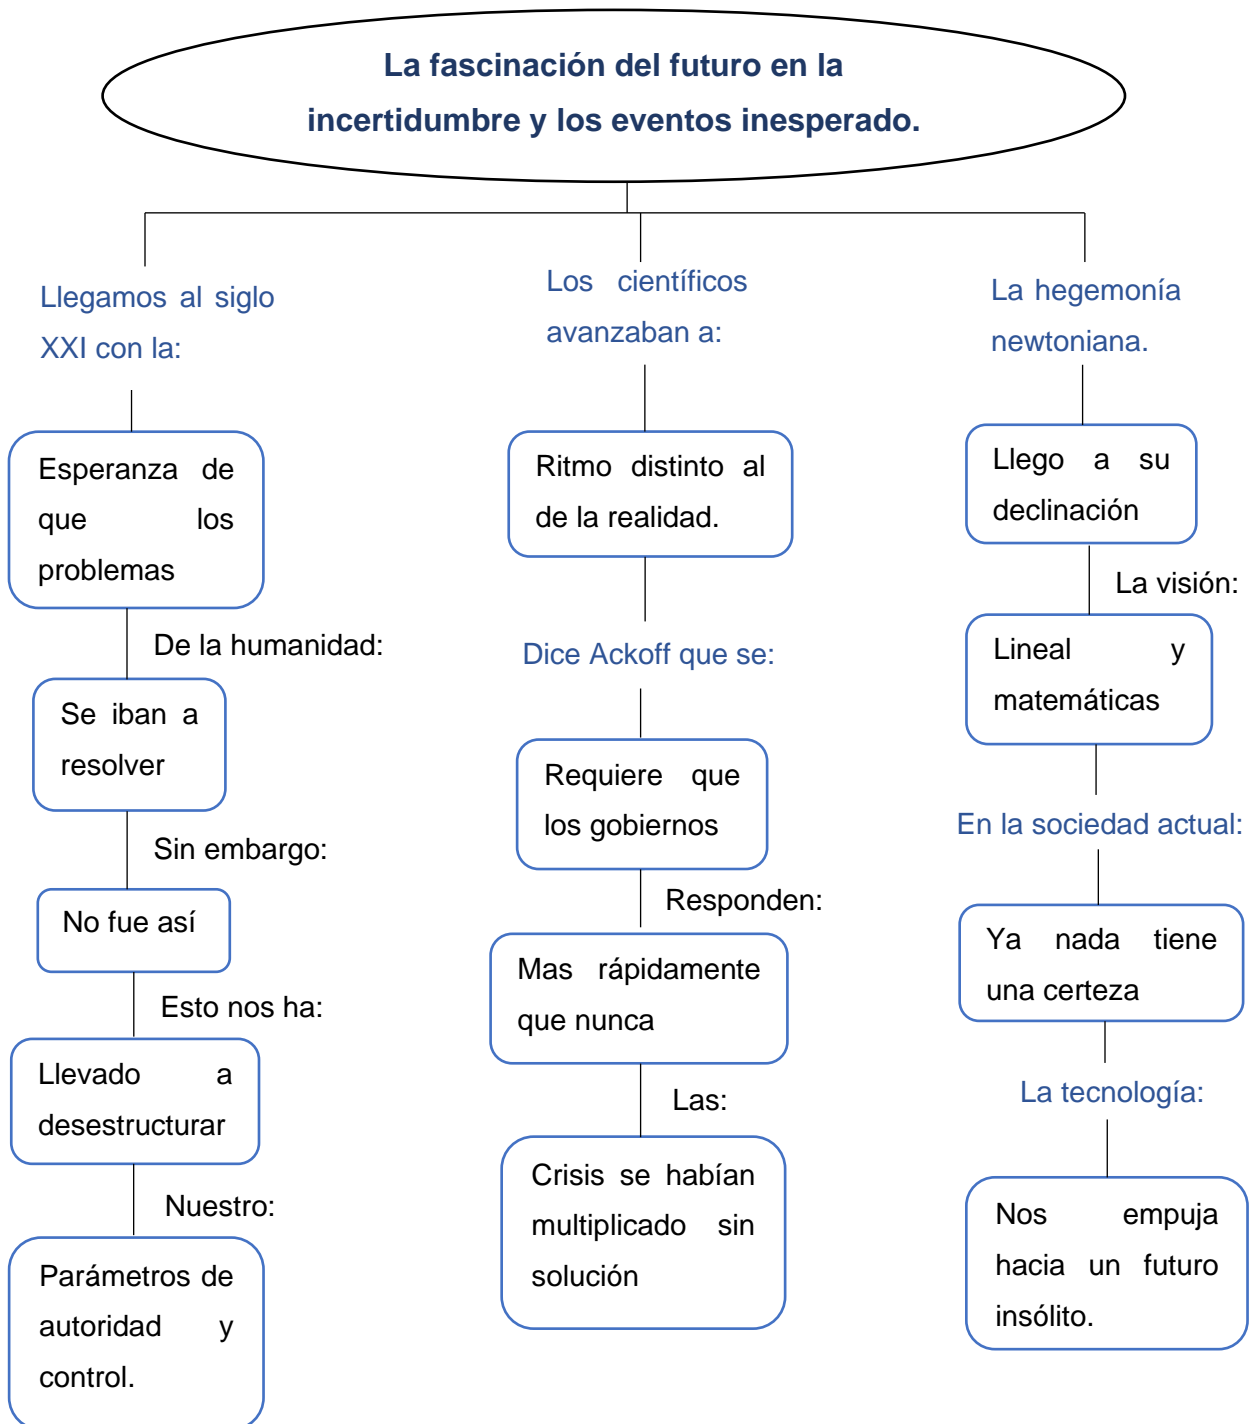 La fascinación del futuro en la
incertidumbre y los eventos inesperado.
Llegamos al siglo
XXI con la:
Esperanza de
que los
problemas
De la humanidad:
Se iban a
resolver
Sin embargo:
No fue así
Esto nos ha:
Llevado a
desestructurar
Nuestro:
Parámetros de
autoridad y
control.
Los científicos
avanzaban a:
Ritmo distinto al
de la realidad.
Dice Ackoff que se:
Requiere que
los gobiernos
Responden:
Mas rápidamente
que nunca
Las:
Crisis se habían
multiplicado sin
solución
La hegemonía
newtoniana.
Llego a su
declinación
La visión:
Lineal y
matemáticas
En la sociedad actual:
Ya nada tiene
una certeza
La tecnología:
Nos empuja
hacia un futuro
insólito.